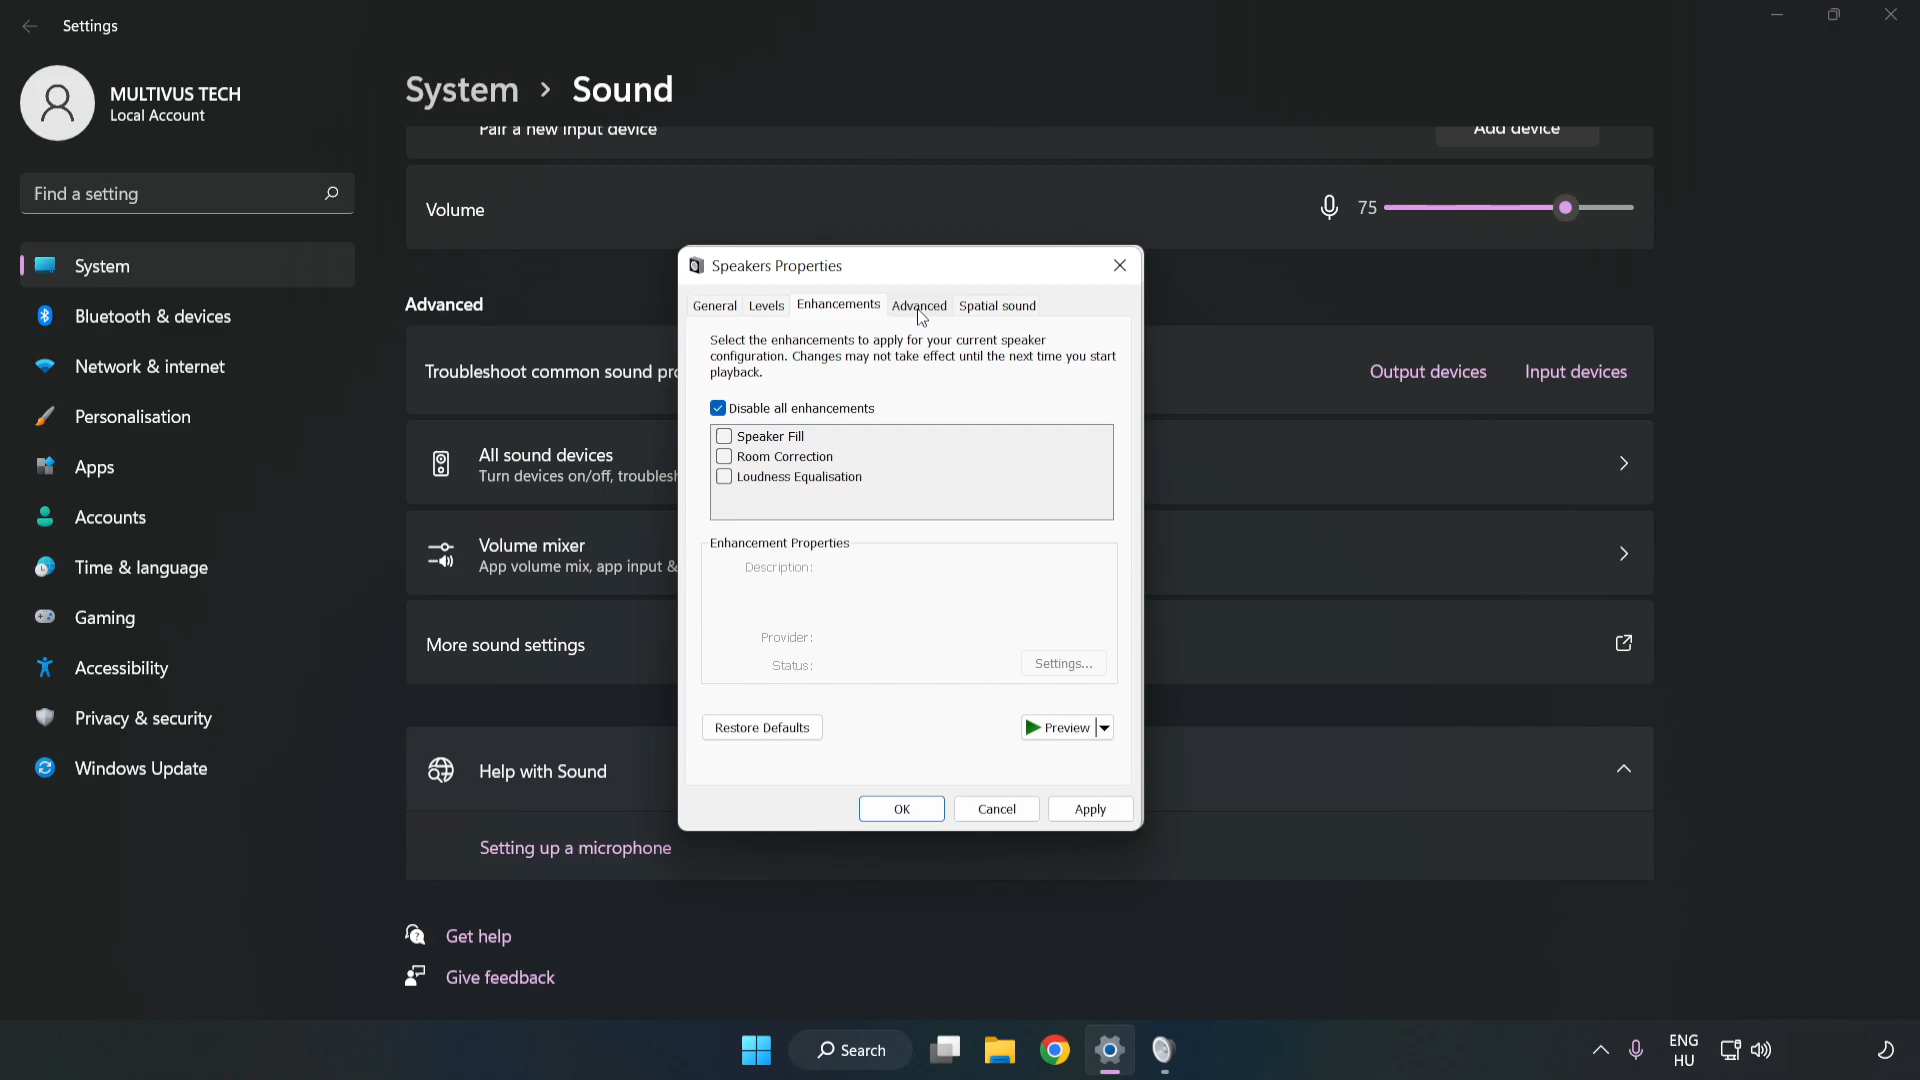 Settings
MULTIVUS TECH
Local Account
Find a setting
System
Bluetooth & devices
Network & internet
Personalisation
Apps
Accounts
Time & language
Gaming
Accessibility
Privacy & security
Windows Update
System › Sound
Pair a new input device
Add device
Volume
75
Advanced
Troubleshoot common sound pr
Output devices
Input devices
All sound devices
Turn devices on/off, troubles
Volume mixer
App volume mix, app input &
More sound settings
Help with Sound
Setting up a microphone
Get help
Give feedback
Speakers Properties
General
Levels
Enhancements
Advanced
Spatial sound
Select the enhancements to apply for your current speaker
configuration. Changes may not take effect until the next time you start
playback.
Disable all enhancements
Speaker Fill
Room Correction
Loudness Equalisation
Enhancement Properties
Description:
Provider:
Status:
Settings...
Restore Defaults
Preview
OK
Cancel
Apply
Search
ENG
HU